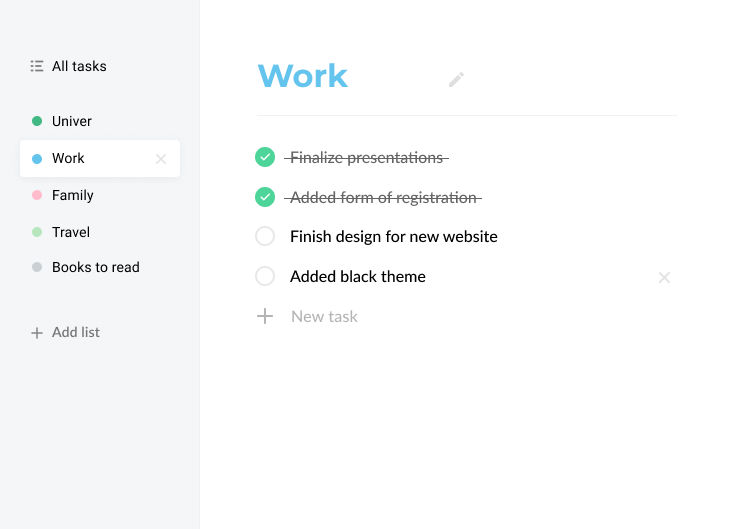 All tasks
Univer
Work
Family
Travel
Books to read
Add list
Work
Finalize presentations
Added form of registration
Finish design for new website
Added black theme
New task